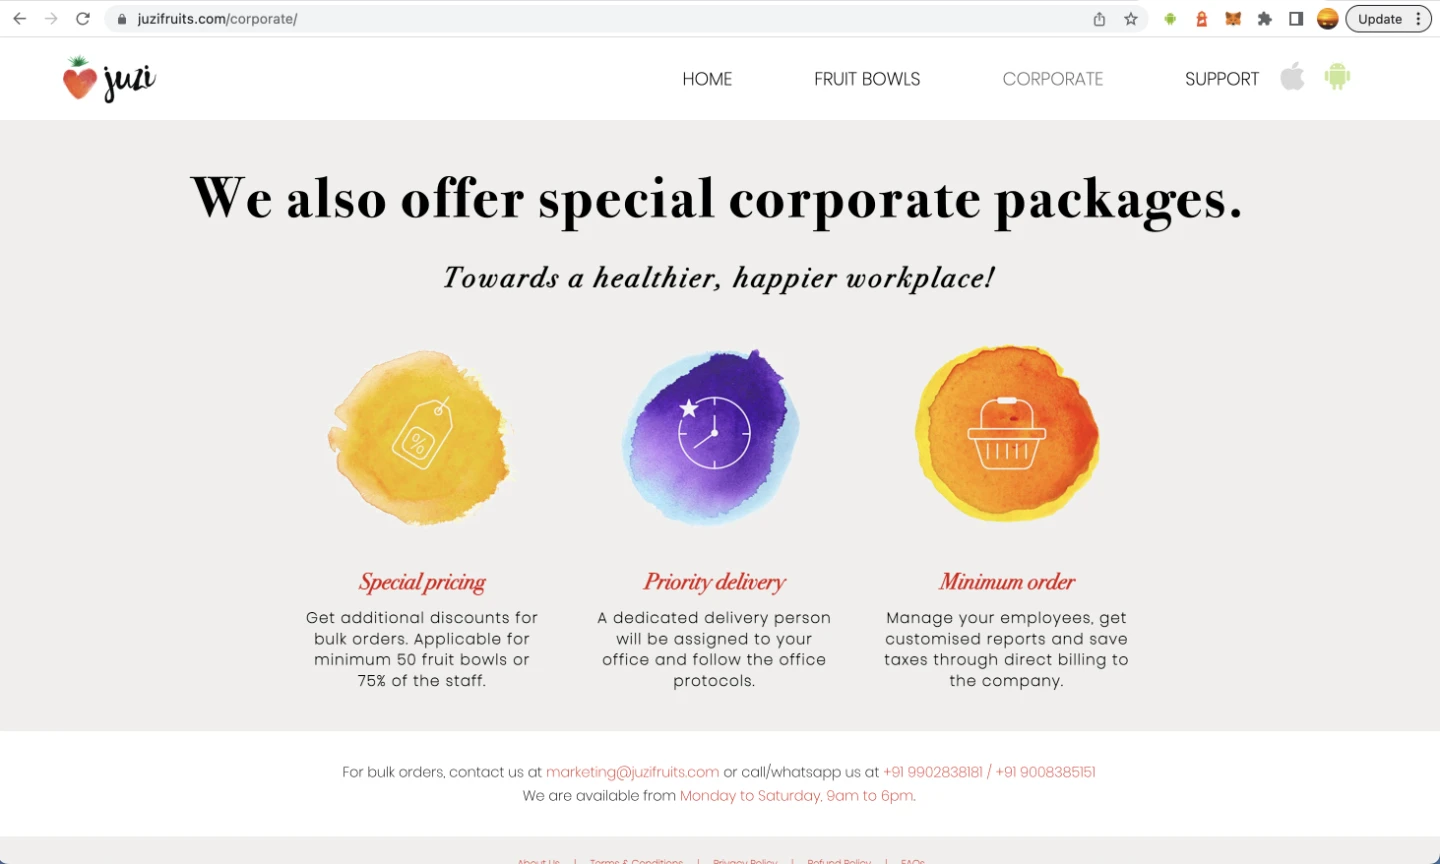 juzifruits.com/corporate/
Update
juzi
HOME
FRUIT BOWLS
CORPORATE
SUPPORT
We also offer special corporate packages.
Towards a healthier, happier workplace!
%
Special pricing
Get additional discounts for
bulk orders. Applicable for
minimum 50 fruit bowls or
75% of the staff.
Priority delivery
A dedicated delivery person
will be assigned to your
office and follow the office
protocols.
Minimum order
Manage your employees, get
customised reports and save
taxes through direct billing to
the company.
For bulk orders, contact us at marketing@juzifruits.com or call/whatsapp us at +91 9902838181 / +91 9008385151
We are available from Monday to Saturday, 9am to 6pm.
About Us | Terms & Conditions | Privacy Policy | Refund Policy | FAQs